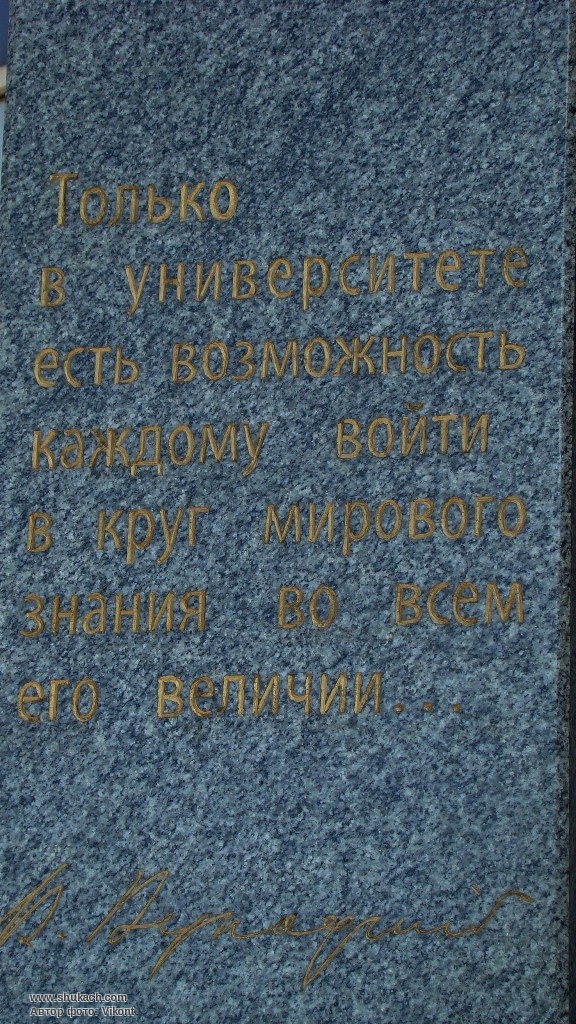 Только
в университете
есть возможность
каждому войти
в круг мирового
знания во всем
его величии...
В. Вернадский
www.shukach.com
Автор фото: Vikont